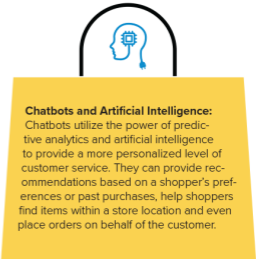 Chatbots and Artificial Intelligence:
Chatbots utilize the power of predic-
tive analytics and artificial intelligence
to provide a more personalized level of
customer service. They can provide rec-
ommendations based on a shopper's pref-
erences or past purchases, help shoppers
find items within a store location and even
place orders on behalf of the customer.